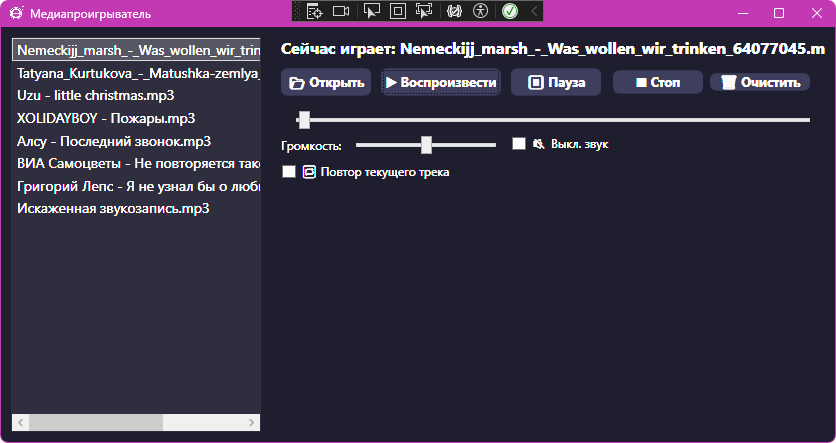 Медиапроигрыватель
Nemeckijj_marsh_-_Was_wollen_wir_trin
Tatyana_Kurtukova_-_Matushka-zemlya_
Uzu - little christmas.mp3
XOLIDAYBOY - Пожары.mp3
Алсу - Последний звонок.mp3
ВИА Самоцветы - Не повторяется так
Григорий Лепс - Я не узнал бы о люб
Искаженная звукозапись.mp3
Сейчас играет: Nemeckijj_marsh_-_Was_wollen_wir_trinken_64077045.m
Открыть Воспроизвести Пауза Стоп Очистить
Громкость: Выкл. звук
Повтор текущего трека